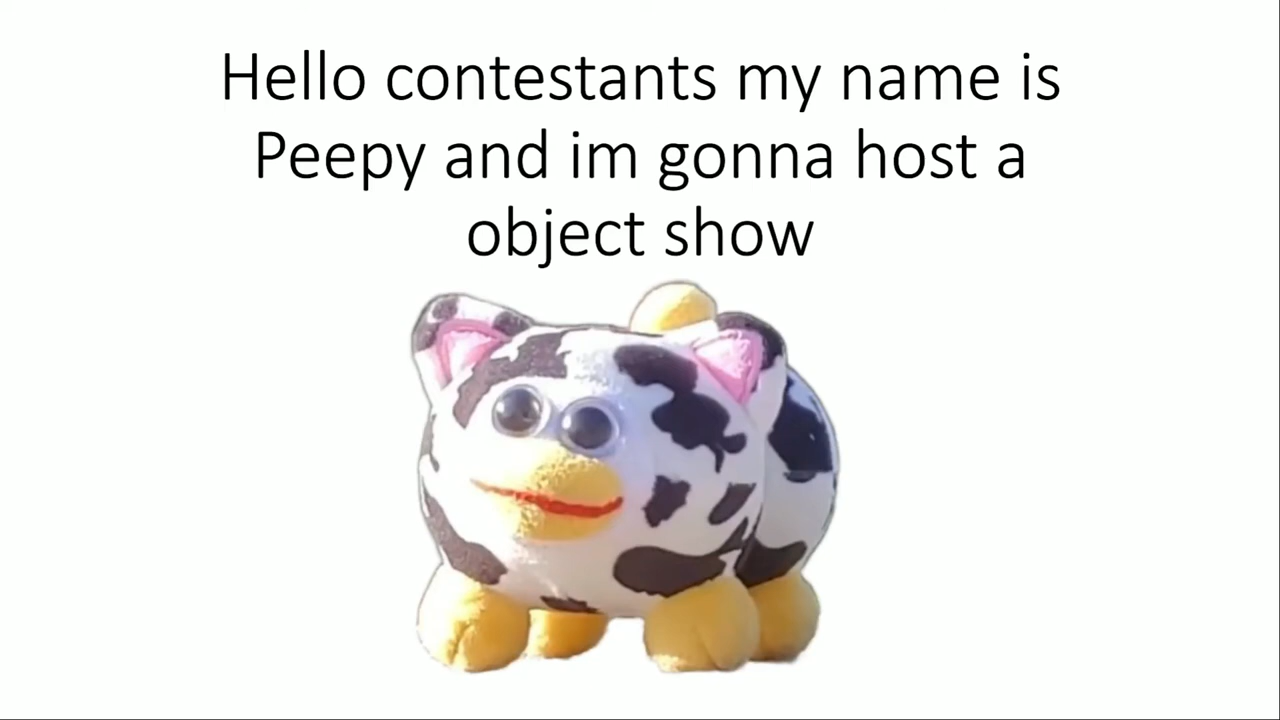 Hello contestants my name is
Peepy and im gonna host a
object show